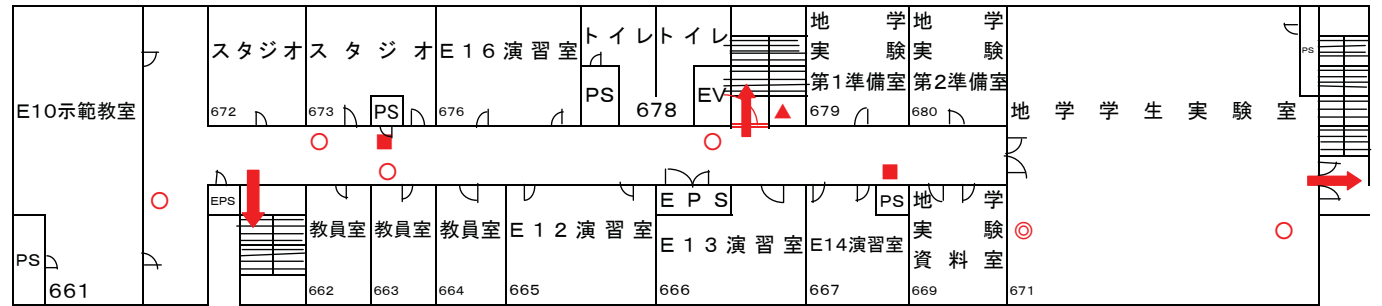 スタジオ
672
スタジオ
673
PS
E16演習室
676
トイレ
PS
トイレ
678
EV
地学
実験
第1準備室
679
地学
実験
第2準備室
680
PS
E10示範教室
地学学生実験室
EPS
教員室
662
教員室
663
教員室
664
E12演習室
665
EPS
E13演習室
666
E14演習室
667
PS
地学
実験
資料室
669
671
PS
661